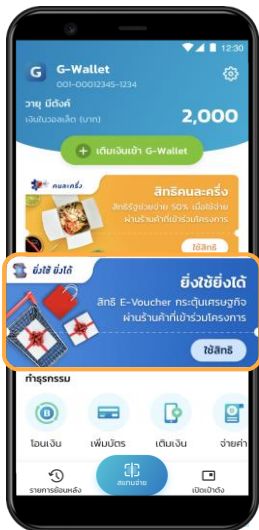 12:30
G G-Wallet
001-00012345-1234
วายุ มีตังค์
เงินในวอลเล็ต (บาท)
2,000
+ เติมเงินเข้า G-Wallet
คนละครึ่ง
สิทธิคนละครึ่ง
สิทธิรัฐช่วยจ่าย 50% เมื่อใช้จ่าย
ผ่านร้านค้าที่เข้าร่วมโครงการ
ใช้สิทธิ
ยิ่งใช้ ยิ่งได้
ยิ่งใช้ยิ่งได้
สิทธิ E-Voucher กระตุ้นเศรษฐกิจ
ผ่านร้านค้าที่เข้าร่วมโครงการ
ใช้สิทธิ
ทำธุรกรรม
โอนเงิน
เพิ่มบัตร
เติมเงิน
จ่ายค่า
รายการย้อนหลัง
สแกนจ่าย
เปิดเป๋าตัง